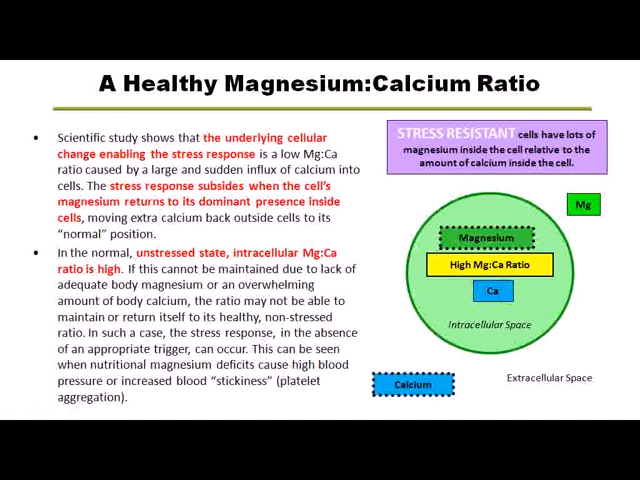 A Healthy Magnesium:Calcium Ratio
• Scientific study shows that the underlying cellular
change enabling the stress response is a low Mg:Ca
ratio caused by a large and sudden influx of calcium into
cells. The stress response subsides when the cell’s
magnesium returns to its dominant presence inside
cells, moving extra calcium back outside cells to its
“normal” position.
• In the normal, unstressed state, intracellular Mg:Ca
ratio is high. If this cannot be maintained due to lack of
adequate body magnesium or an overwhelming
amount of body calcium, the ratio may not be able to
maintain or return itself to its healthy, non-stressed
ratio. In such a case, the stress response, in the absence
of an appropriate trigger, can occur. This can be seen
when nutritional magnesium deficits cause high blood
pressure or increased blood “stickiness” (platelet
aggregation).
STRESS RESISTANT cells have lots of
magnesium inside the cell relative to the
amount of calcium inside the cell.
Mg
Magnesium
High Mg:Ca Ratio
Ca
Intracellular Space
Extracellular Space
Calcium